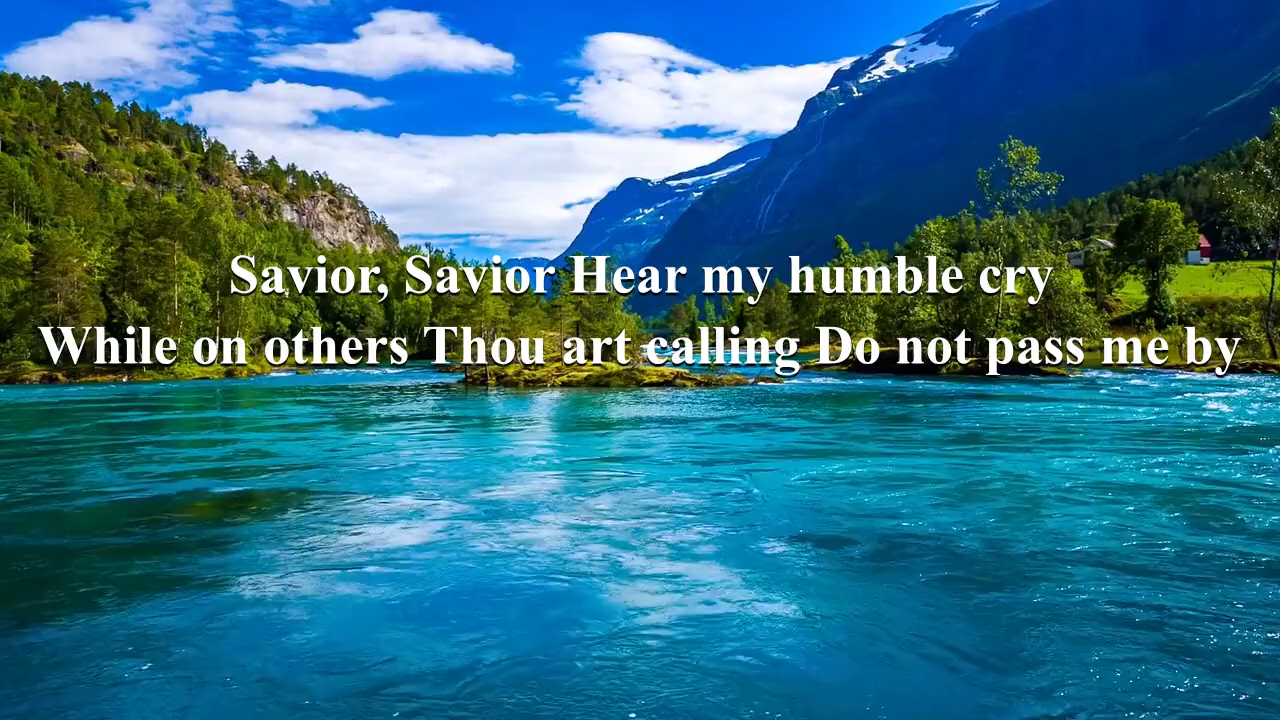 Savior, Savior Hear my humble cry
While on others Thou art calling Do not pass me by